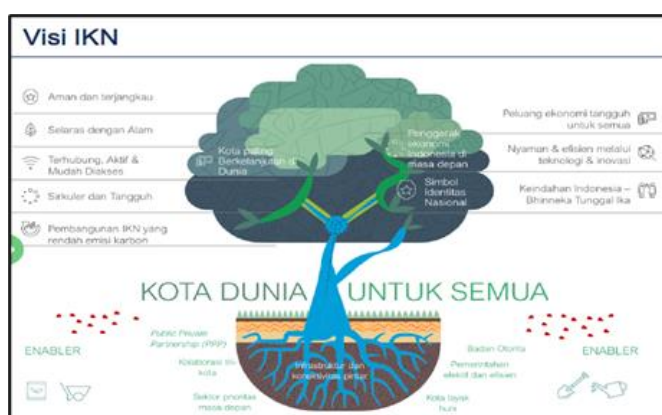 Visi IKN
Aman dan terjangkau
Selaras dengan Alam
Terhubung, Aktif &
Mudah Diakses
Sirkuler dan Tangguh
Pembangunan IKN yang
rendah emisi karbon
Kota paling
Berkelanjutan di
Dunia
Penggerak
ekonomi
Indonesia di
masa depan
Simbol
Identitas
Nasional
Peluang ekonomi tangguh
untuk semua
Nyaman & efisien melalui
teknologi & inovasi
Keindahan Indonesia –
Bhinneka Tunggal Ika
KOTA DUNIA UNTUK SEMUA
ENABLER
Public Private
Partnership (PPP)
Kolaborasi tri-
kota
Sektor prioritas
masa depan
Infrastruktur dan
konektivitas pintar
Badan Otorita
Pemerintahan
efektif dan efisien
Kota layak
huni
ENABLER